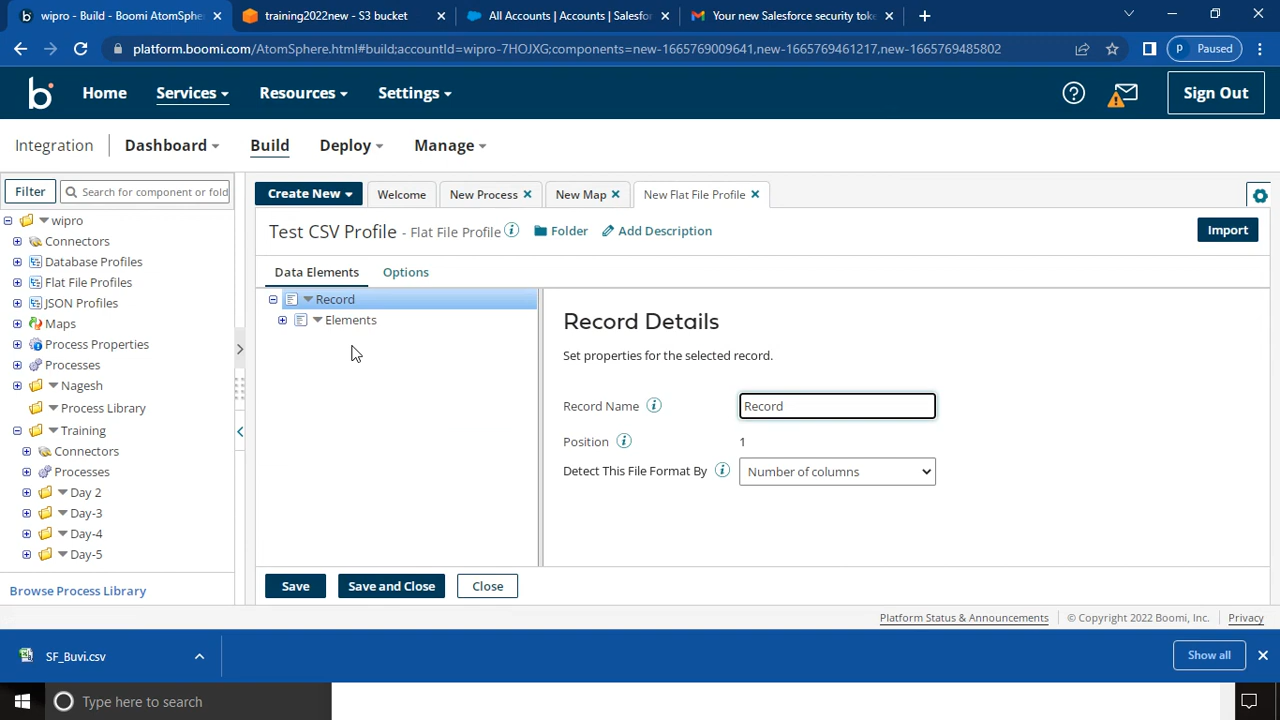 wipro - Build - Boomi AtomSpher
training2022new - S3 bucket
All Accounts | Accounts | Salesfor
Your new Salesforce security toke
platform.boomi.com/AtomSphere.html#build;accountId=wipro-7HOJXG;components=new-1665769009641,new-1665769461217,new-1665769485802
P Paused
b Home Services Resources Settings
Sign Out
Integration Dashboard Build Deploy Manage
Filter Search for component or fold
Create New Welcome New Process New Map New Flat File Profile
wipro
Connectors
Database Profiles
Flat File Profiles
JSON Profiles
Maps
Process Properties
Processes
Nagesh
Process Library
Training
Connectors
Processes
Day 2
Day-3
Day-4
Day-5
Browse Process Library
Test CSV Profile - Flat File Profile Folder Add Description
Import
Data Elements Options
Record
Elements
Record Details
Set properties for the selected record.
Record Name Record
Position 1
Detect This File Format By Number of columns
Save Save and Close Close
Platform Status & Announcements © Copyright 2022 Boomi, Inc. Privacy
SF_Buvi.csv
Show all
Type here to search